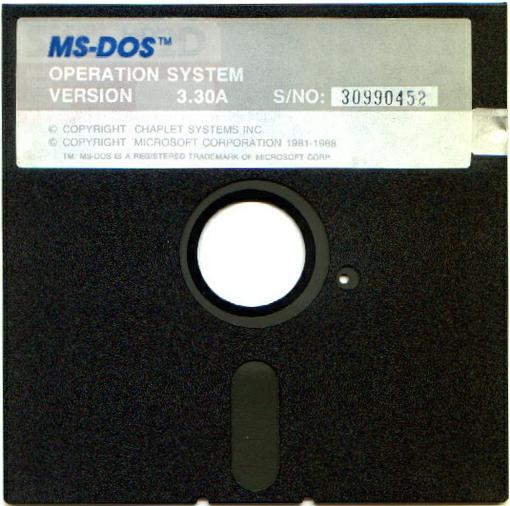 MS-DOS™
OPERATION SYSTEM
VERSION 3.30A S/NO: 30990452
© COPYRIGHT CHAPLET SYSTEMS INC.
© COPYRIGHT MICROSOFT CORPORATION 1981-1988
TM. MS-DOS IS A REGISTERED TRADEMARK OF MICROSOFT CORP.